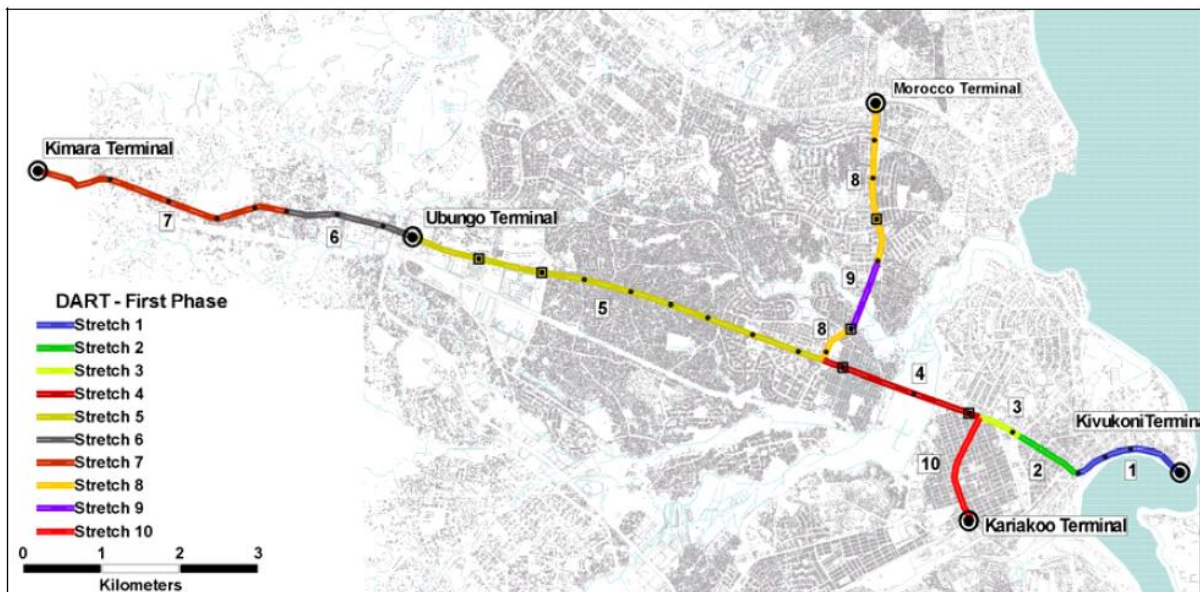 Morocco Terminal
Kimara Terminal
8
7
6
Ubungo Terminal
9
5
8
4
3
KivukoniTermina
10
2
1
Kariakoo Terminal
DART - First Phase
Stretch 1
Stretch 2
Stretch 3
Stretch 4
Stretch 5
Stretch 6
Stretch 7
Stretch 8
Stretch 9
Stretch 10
0 1 2 3
Kilometers